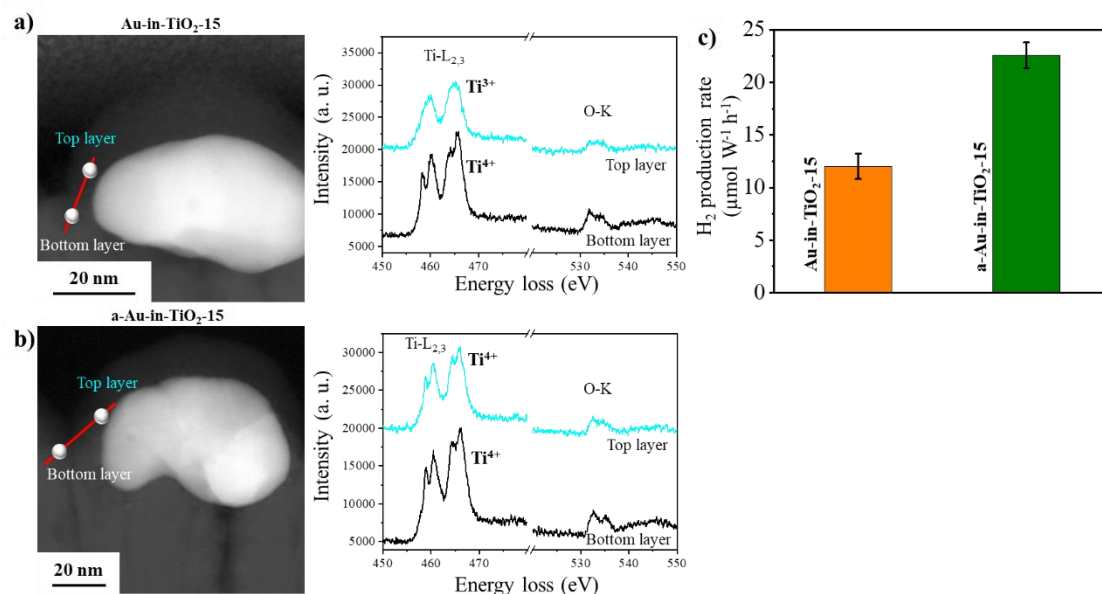 a)
Au-in-TiO₂-15
Top layer
Bottom layer
20 nm
Intensity (a. u.)
35000
30000
25000
20000
15000
10000
5000
Ti-L₂,₃
Ti³⁺
Ti⁴⁺
O-K
Top layer
Bottom layer
450 460 470 530 540 550
Energy loss (eV)
a-Au-in-TiO₂-15
b)
Top layer
Bottom layer
20 nm
Intensity (a. u.)
30000
25000
20000
15000
10000
5000
Ti-L₂,₃
Ti⁴⁺
Ti⁴⁺
O-K
Top layer
Bottom layer
450 460 470 530 540 550
Energy loss (eV)
c)
H₂ production rate
(µmol W⁻¹ h⁻¹)
25
20
15
10
5
0
Au-in-TiO₂-15
a-Au-in-TiO₂-15